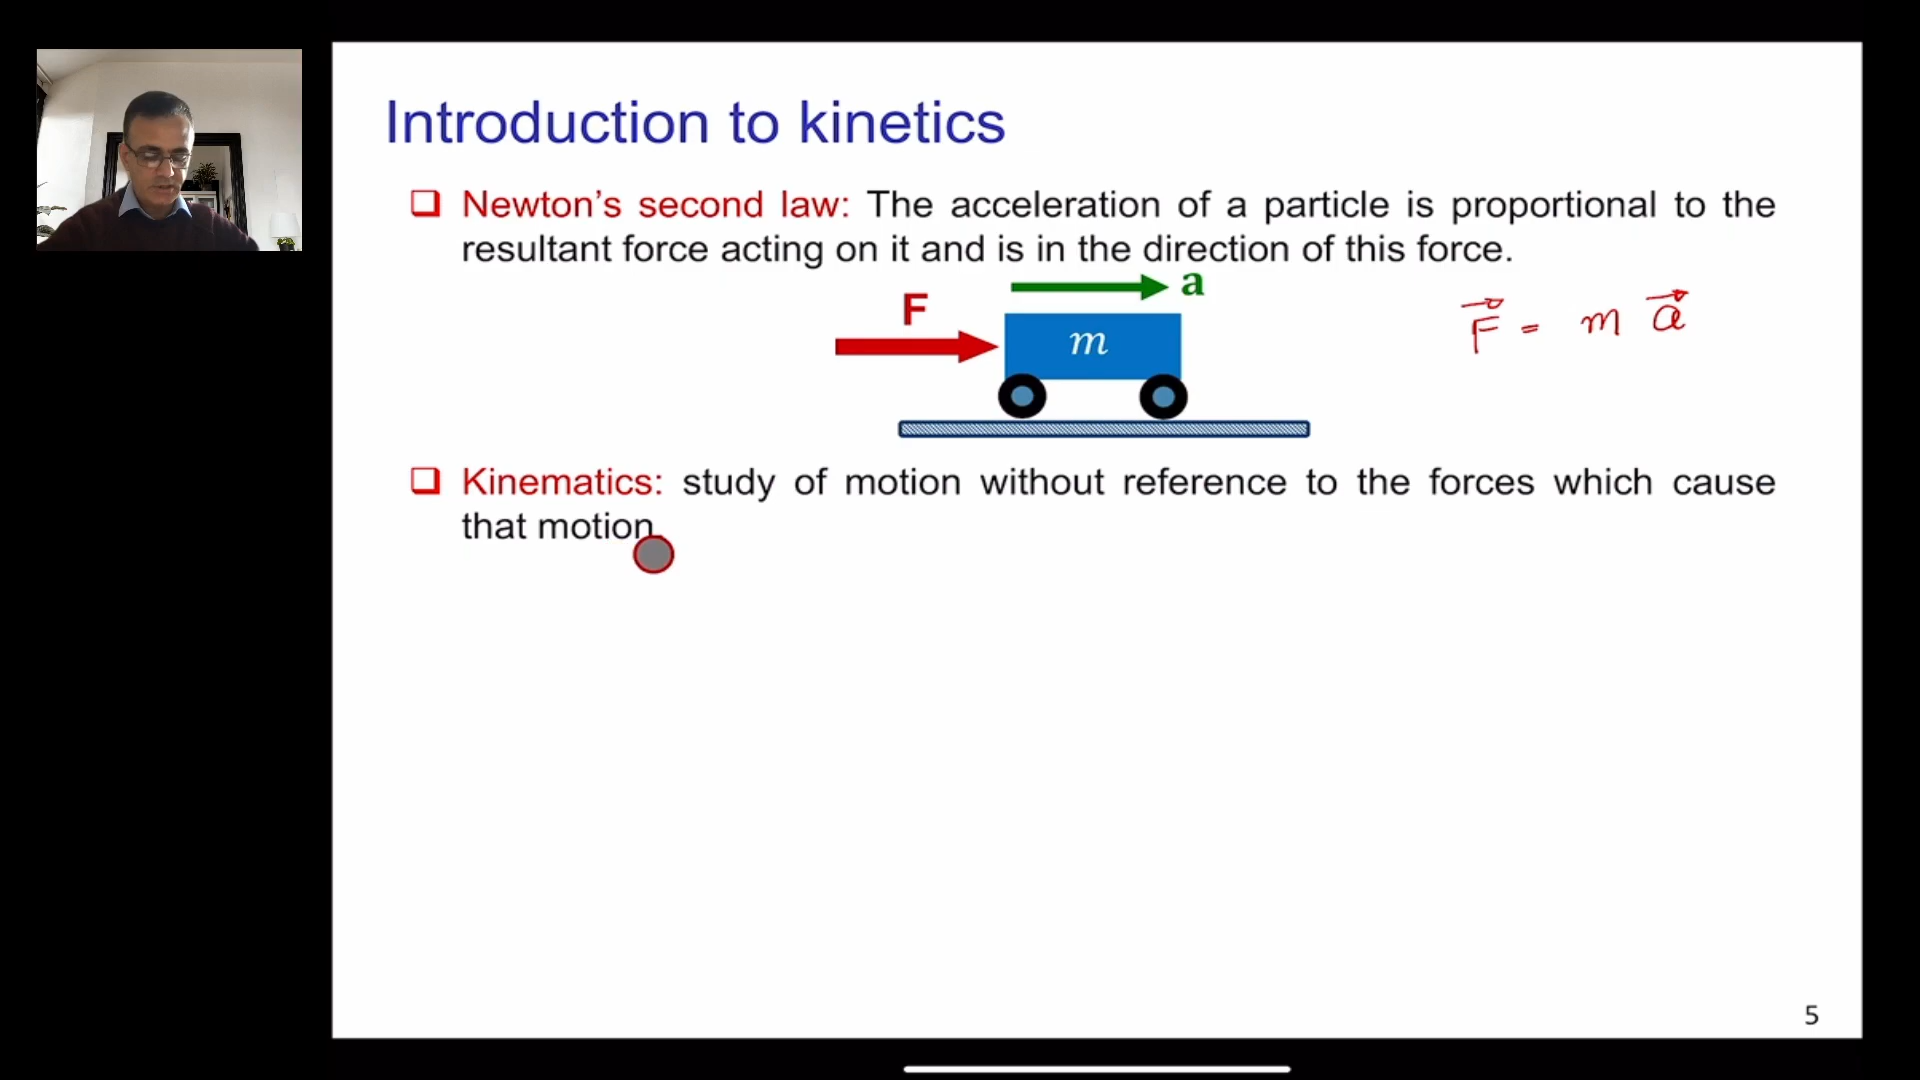 Introduction to kinetics
❑ Newton’s second law: The acceleration of a particle is proportional to the
resultant force acting on it and is in the direction of this force.
a
F
m
F⃗ = m a⃗
❑ Kinematics: study of motion without reference to the forces which cause
that motion.
5